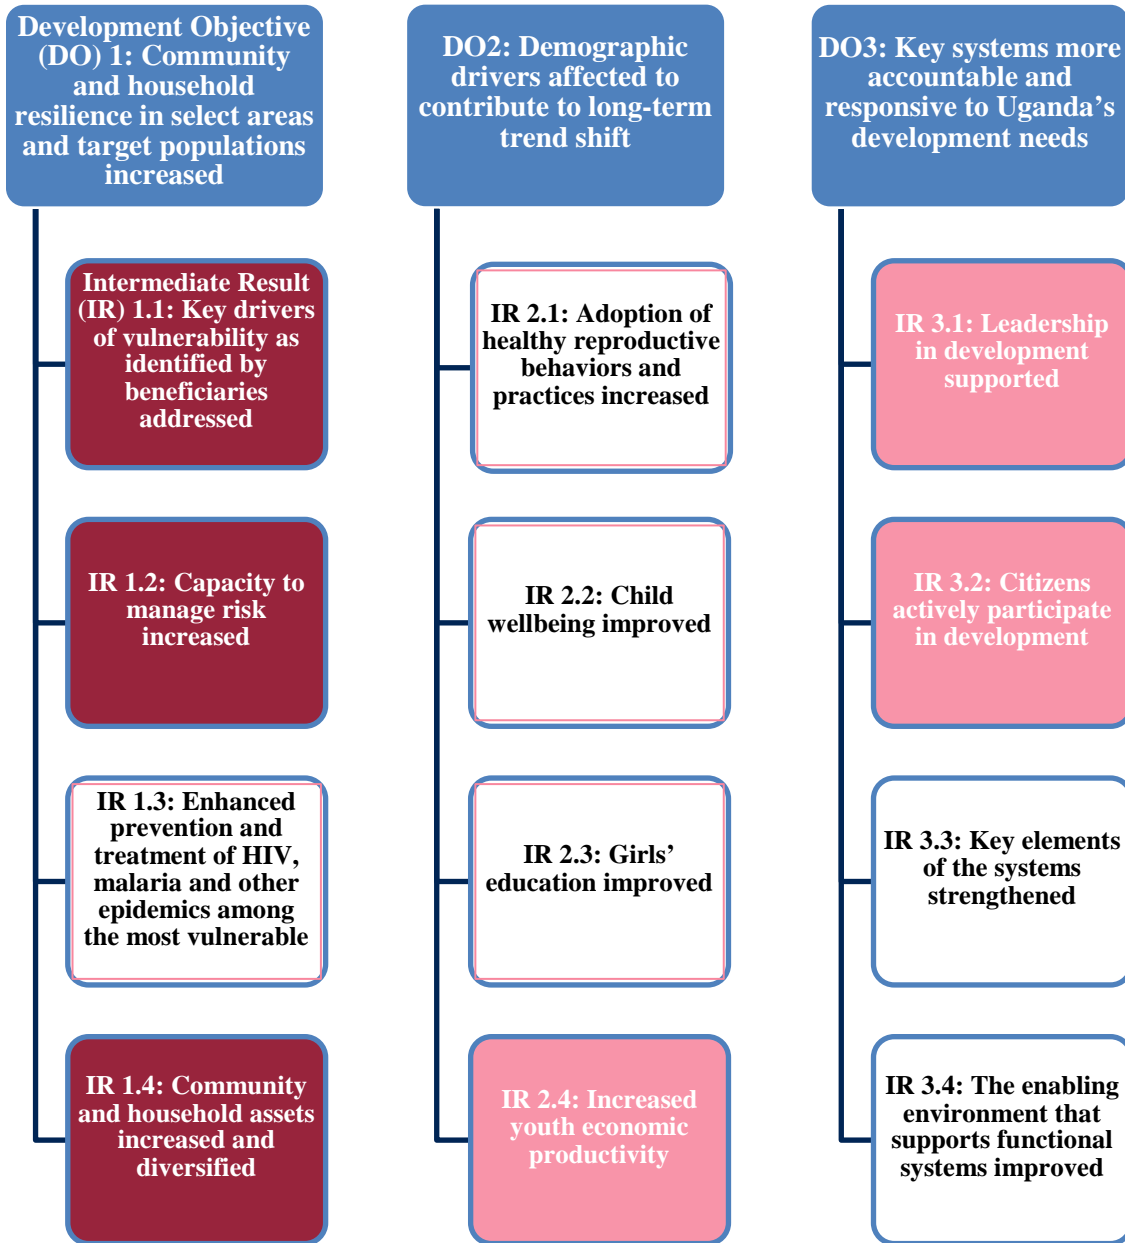 Development Objective
(DO) 1: Community
and household
resilience in select areas
and target populations
increased
Intermediate Result
(IR) 1.1: Key drivers
of vulnerability as
identified by
beneficiaries
addressed
IR 1.2: Capacity to
manage risk
increased
IR 1.3: Enhanced
prevention and
treatment of HIV,
malaria and other
epidemics among
the most vulnerable
IR 1.4: Community
and household assets
increased and
diversified
DO2: Demographic
drivers affected to
contribute to long-term
trend shift
IR 2.1: Adoption of
healthy reproductive
behaviors and
practices increased
IR 2.2: Child
wellbeing improved
IR 2.3: Girls’
education improved
IR 2.4: Increased
youth economic
productivity
DO3: Key systems more
accountable and
responsive to Uganda’s
development needs
IR 3.1: Leadership
in development
supported
IR 3.2: Citizens
actively participate
in development
IR 3.3: Key elements
of the systems
strengthened
IR 3.4: The enabling
environment that
supports functional
systems improved